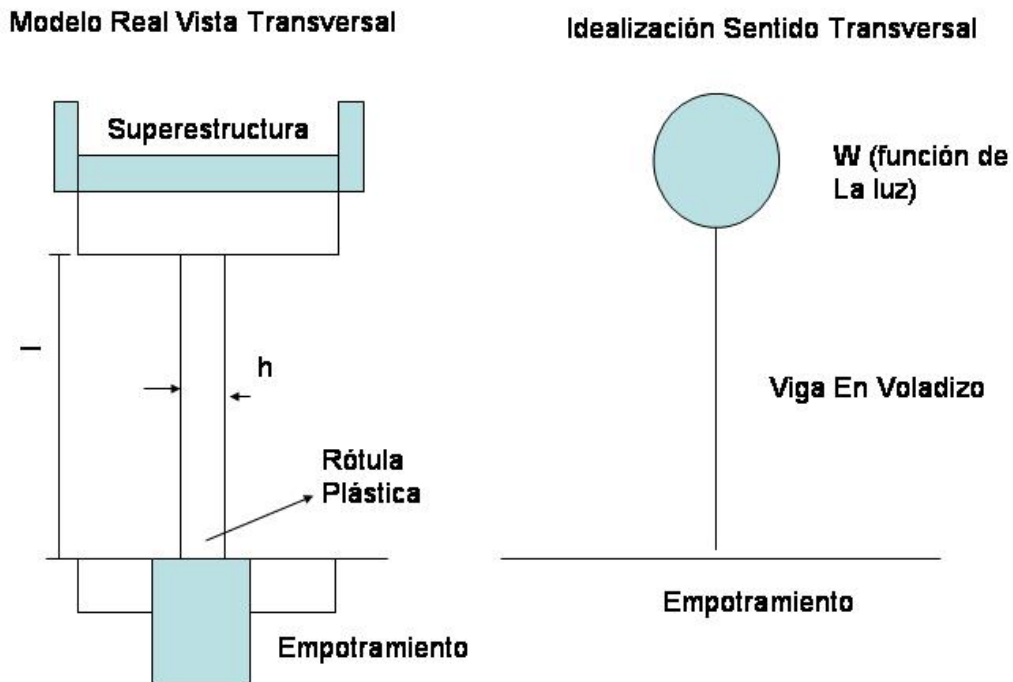 Modelo Real Vista Transversal
Idealización Sentido Transversal
Superestructura
W (función de
La luz)
l
h
Viga En Voladizo
Rótula
Plástica
Empotramiento
Empotramiento